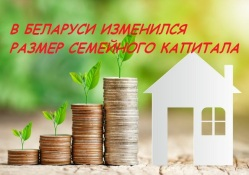 В БЕЛАРУСИ ИЗМЕНИЛСЯ
РАЗМЕР СЕМЕЙНОГО КАПИТАЛА